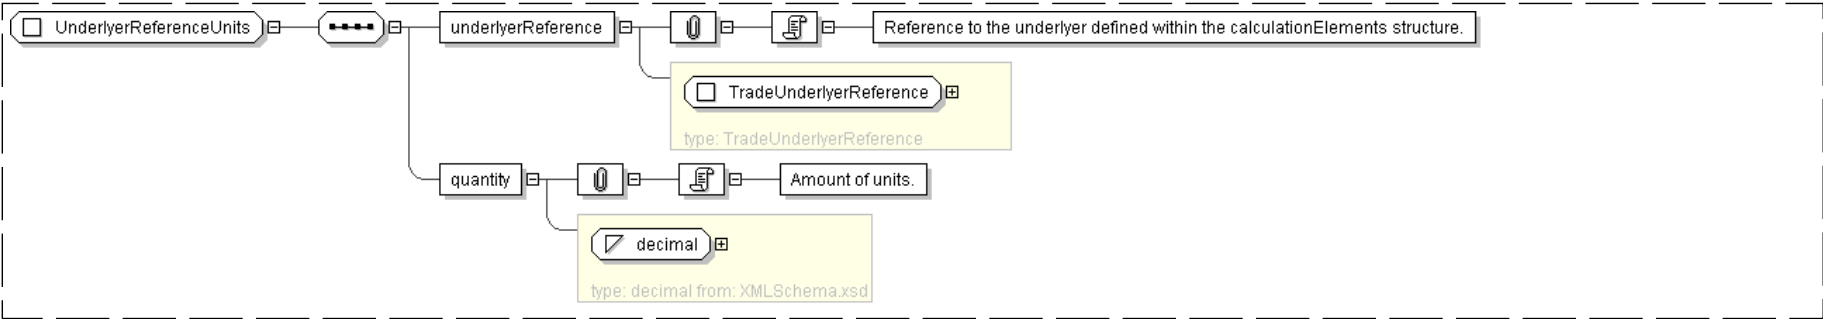 UnderlyerReferenceUnits
underlyerReference
Reference to the underlyer defined within the calculationElements structure.
TradeUnderlyerReference
type: TradeUnderlyerReference
quantity
Amount of units.
decimal
type: decimal from: XMLSchema.xsd